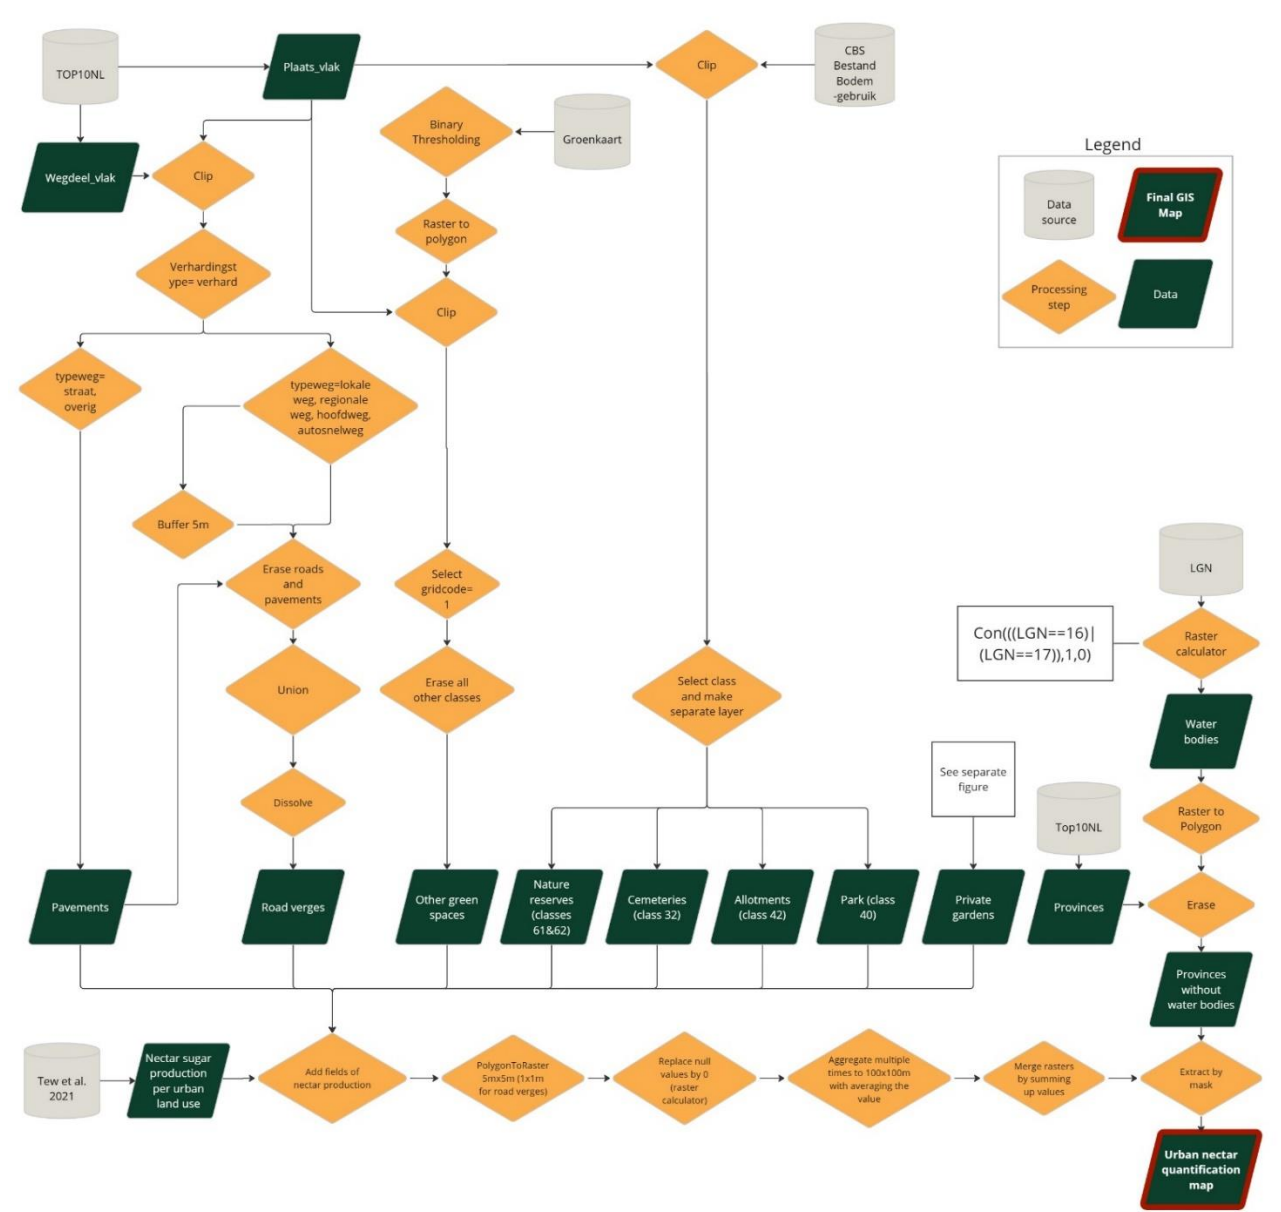 TOP10NL
Plaats_vlak
Clip
CBS
Bestand
Bodem
-gebruik
Binary
Thresholding
Groenkaart
Legend
Data
source
Final GIS
Map
Processing
step
Data
Wegdeel_vlak
Clip
Raster to
polygon
Verhardingst
ype= verhard
Clip
typeweg=
straat,
overig
typeweg=lokale
weg, regionale
weg, hoofdweg,
autosnelweg
Buffer 5m
Erase roads
and
pavements
Select
gridcode=
1
LGN
Con(((LGN==16)|
(LGN==17)),1,0)
Raster
calculator
Union
Erase all
other classes
Select class
and make
separate layer
Water
bodies
See separate
figure
Dissolve
Top10NL
Raster to
Polygon
Pavements
Road verges
Other green
spaces
Nature
reserves
(classes
61&62)
Cemeteries
(class 32)
Allotments
(class 42)
Park (class
40)
Private
gardens
Provinces
Erase
Provinces
without
water bodies
Tew et al.
2021
Nectar sugar
production
per urban
land use
Add fields of
nectar production
PolygonToRaster
5mx5m (1x1m
for road verges)
Replace null
values by 0
(raster
calculator)
Aggregate multiple
times to 100x100m
with averaging the
value
Merge rasters
by summing
up values
Extract by
mask
Urban nectar
quantification
map